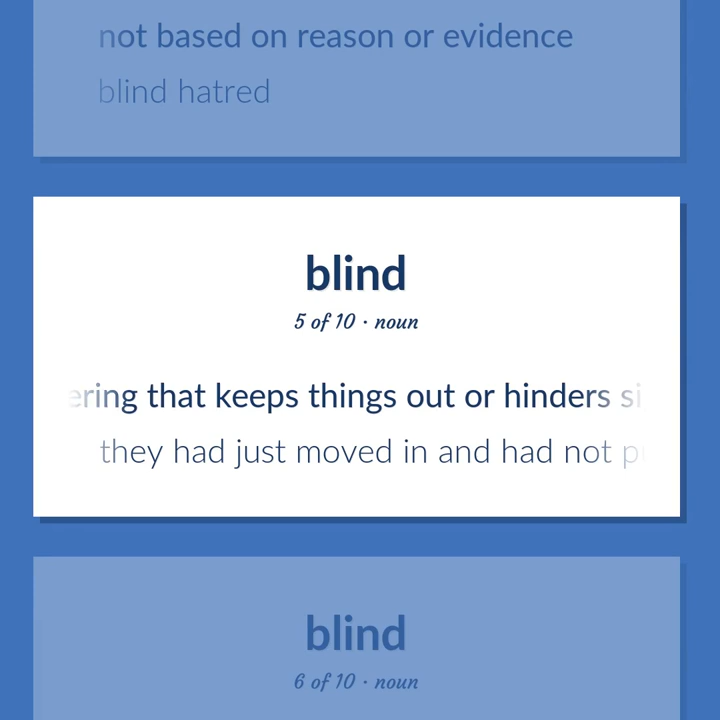 not based on reason or evidence
blind hatred
blind
5 of 10 · noun
ering that keeps things out or hinders si
they had just moved in and had not p
blind
6 of 10 · noun